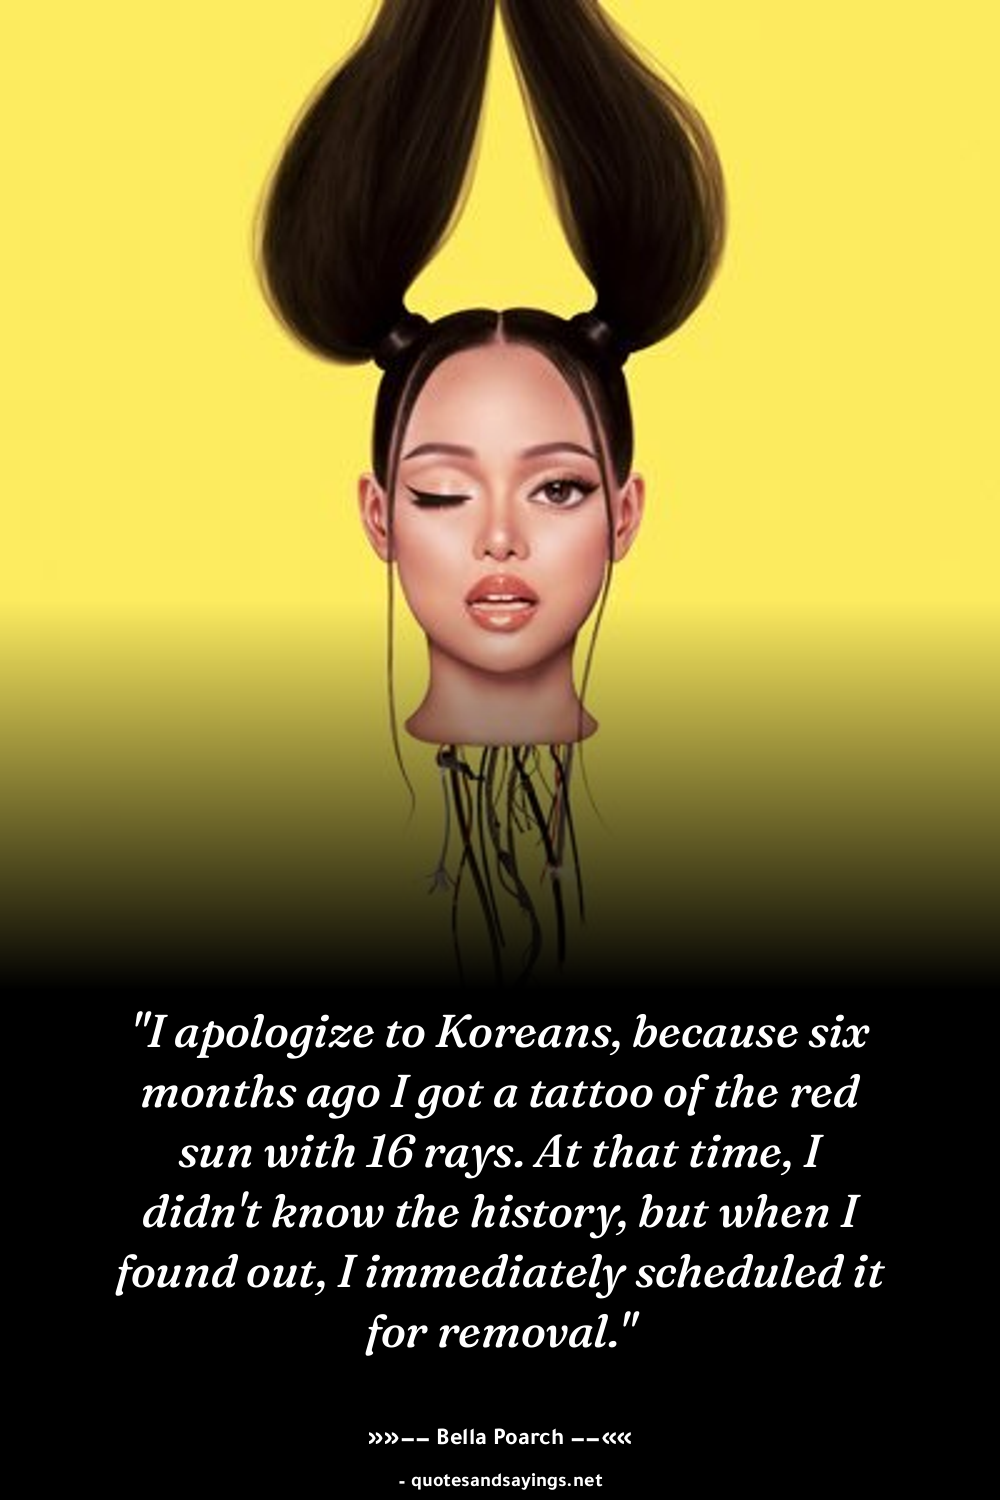 "I apologize to Koreans, because six
months ago I got a tattoo of the red
sun with 16 rays. At that time, I
didn't know the history, but when I
found out, I immediately scheduled it
for removal."
»»−− Bella Poarch −−««
- quotesandsayings.net